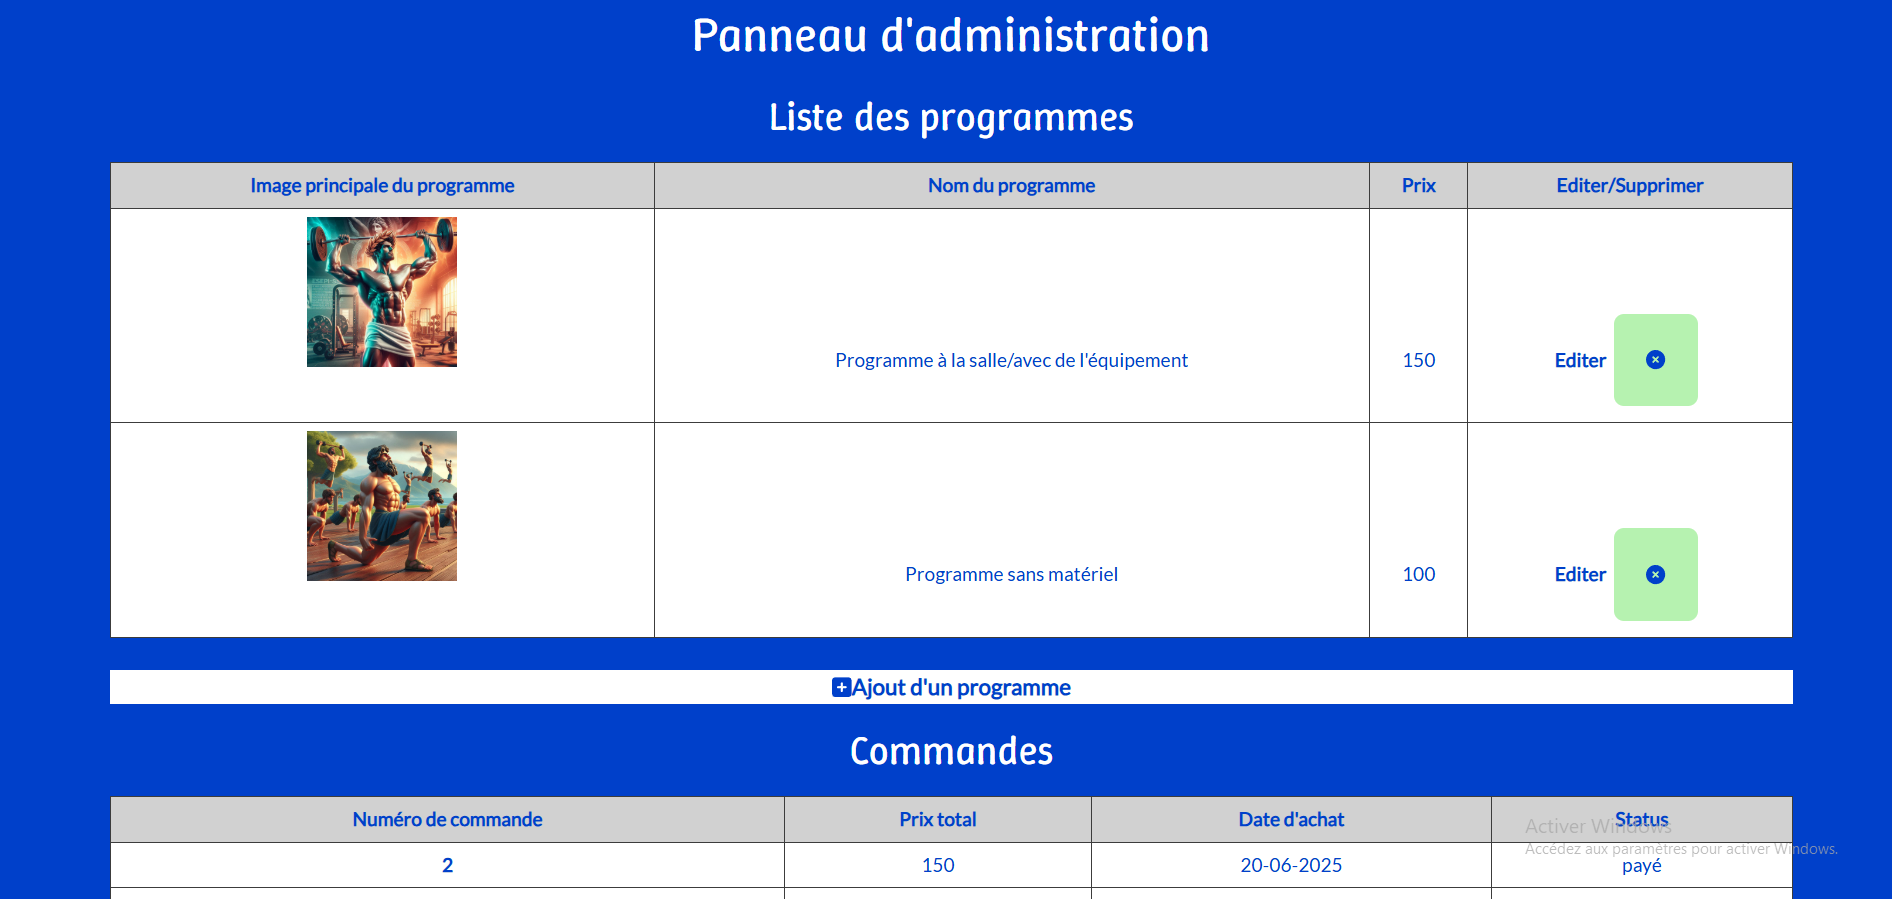 Panneau d'administration
Liste des programmes
Image principale du programme Nom du programme Prix Editer/Supprimer
Programme à la salle/avec de l'équipement 150 Editer
Programme sans matériel 100 Editer
Ajout d'un programme
Commandes
Numéro de commande Prix total Date d'achat Status
Activer Windows
Accédez aux paramètres pour activer Windows.
2 150 20-06-2025 payé